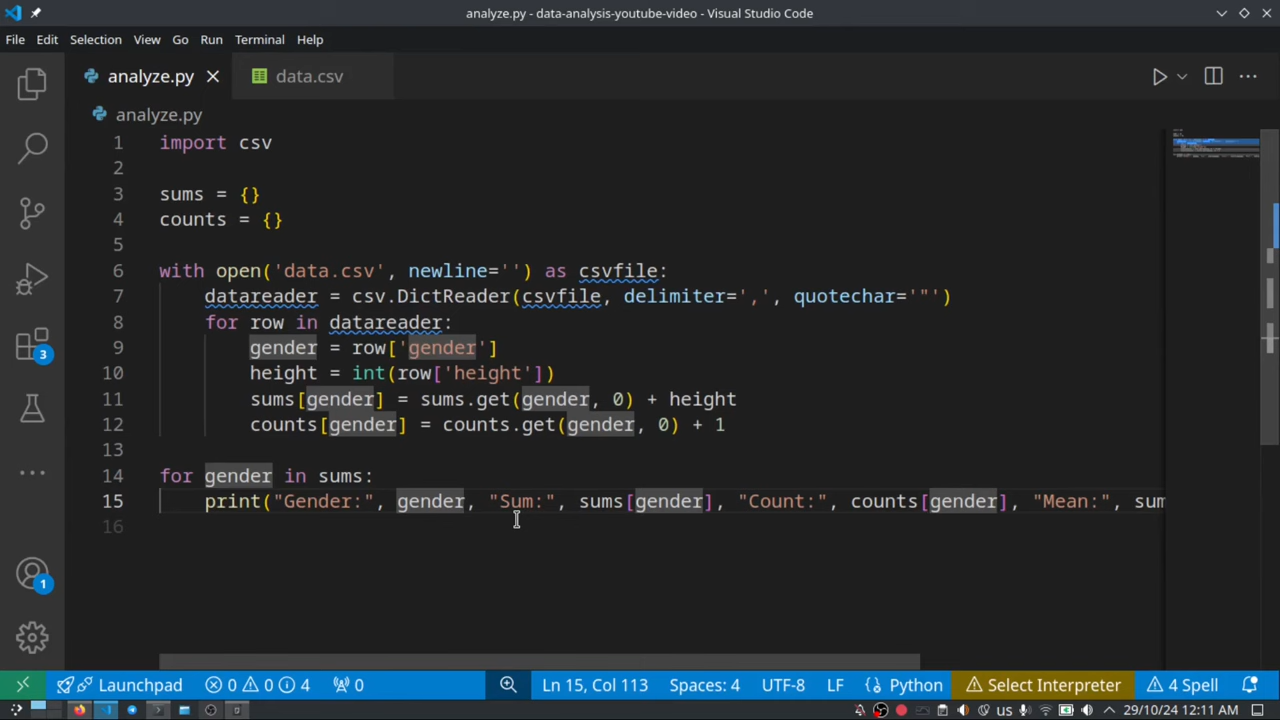 analyze.py - data-analysis-youtube-video - Visual Studio Code
File Edit Selection View Go Run Terminal Help
analyze.py data.csv
analyze.py
1 import csv
2
3 sums = {}
4 counts = {}
5
6 with open('data.csv', newline='') as csvfile:
7 datareader = csv.DictReader(csvfile, delimiter=',', quotechar='"')
8 for row in datareader:
9 gender = row['gender']
10 height = int(row['height'])
11 sums[gender] = sums.get(gender, 0) + height
12 counts[gender] = counts.get(gender, 0) + 1
13
14 for gender in sums:
15 print("Gender:", gender, "Sum:", sums[gender], "Count:", counts[gender], "Mean:", sum
16
3
1
Launchpad 0 0 4 0 Ln 15, Col 113 Spaces: 4 UTF-8 LF Python Select Interpreter 4 Spell
us 29/10/24 12:11 AM